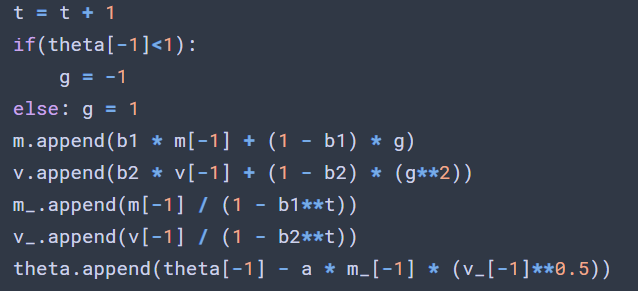 t = t + 1
if(theta[-1]<1):
    g = -1
else: g = 1
m.append(b1 * m[-1] + (1 - b1) * g)
v.append(b2 * v[-1] + (1 - b2) * (g**2))
m_.append(m[-1] / (1 - b1**t))
v_.append(v[-1] / (1 - b2**t))
theta.append(theta[-1] - a * m_[-1] * (v_[-1]**0.5))